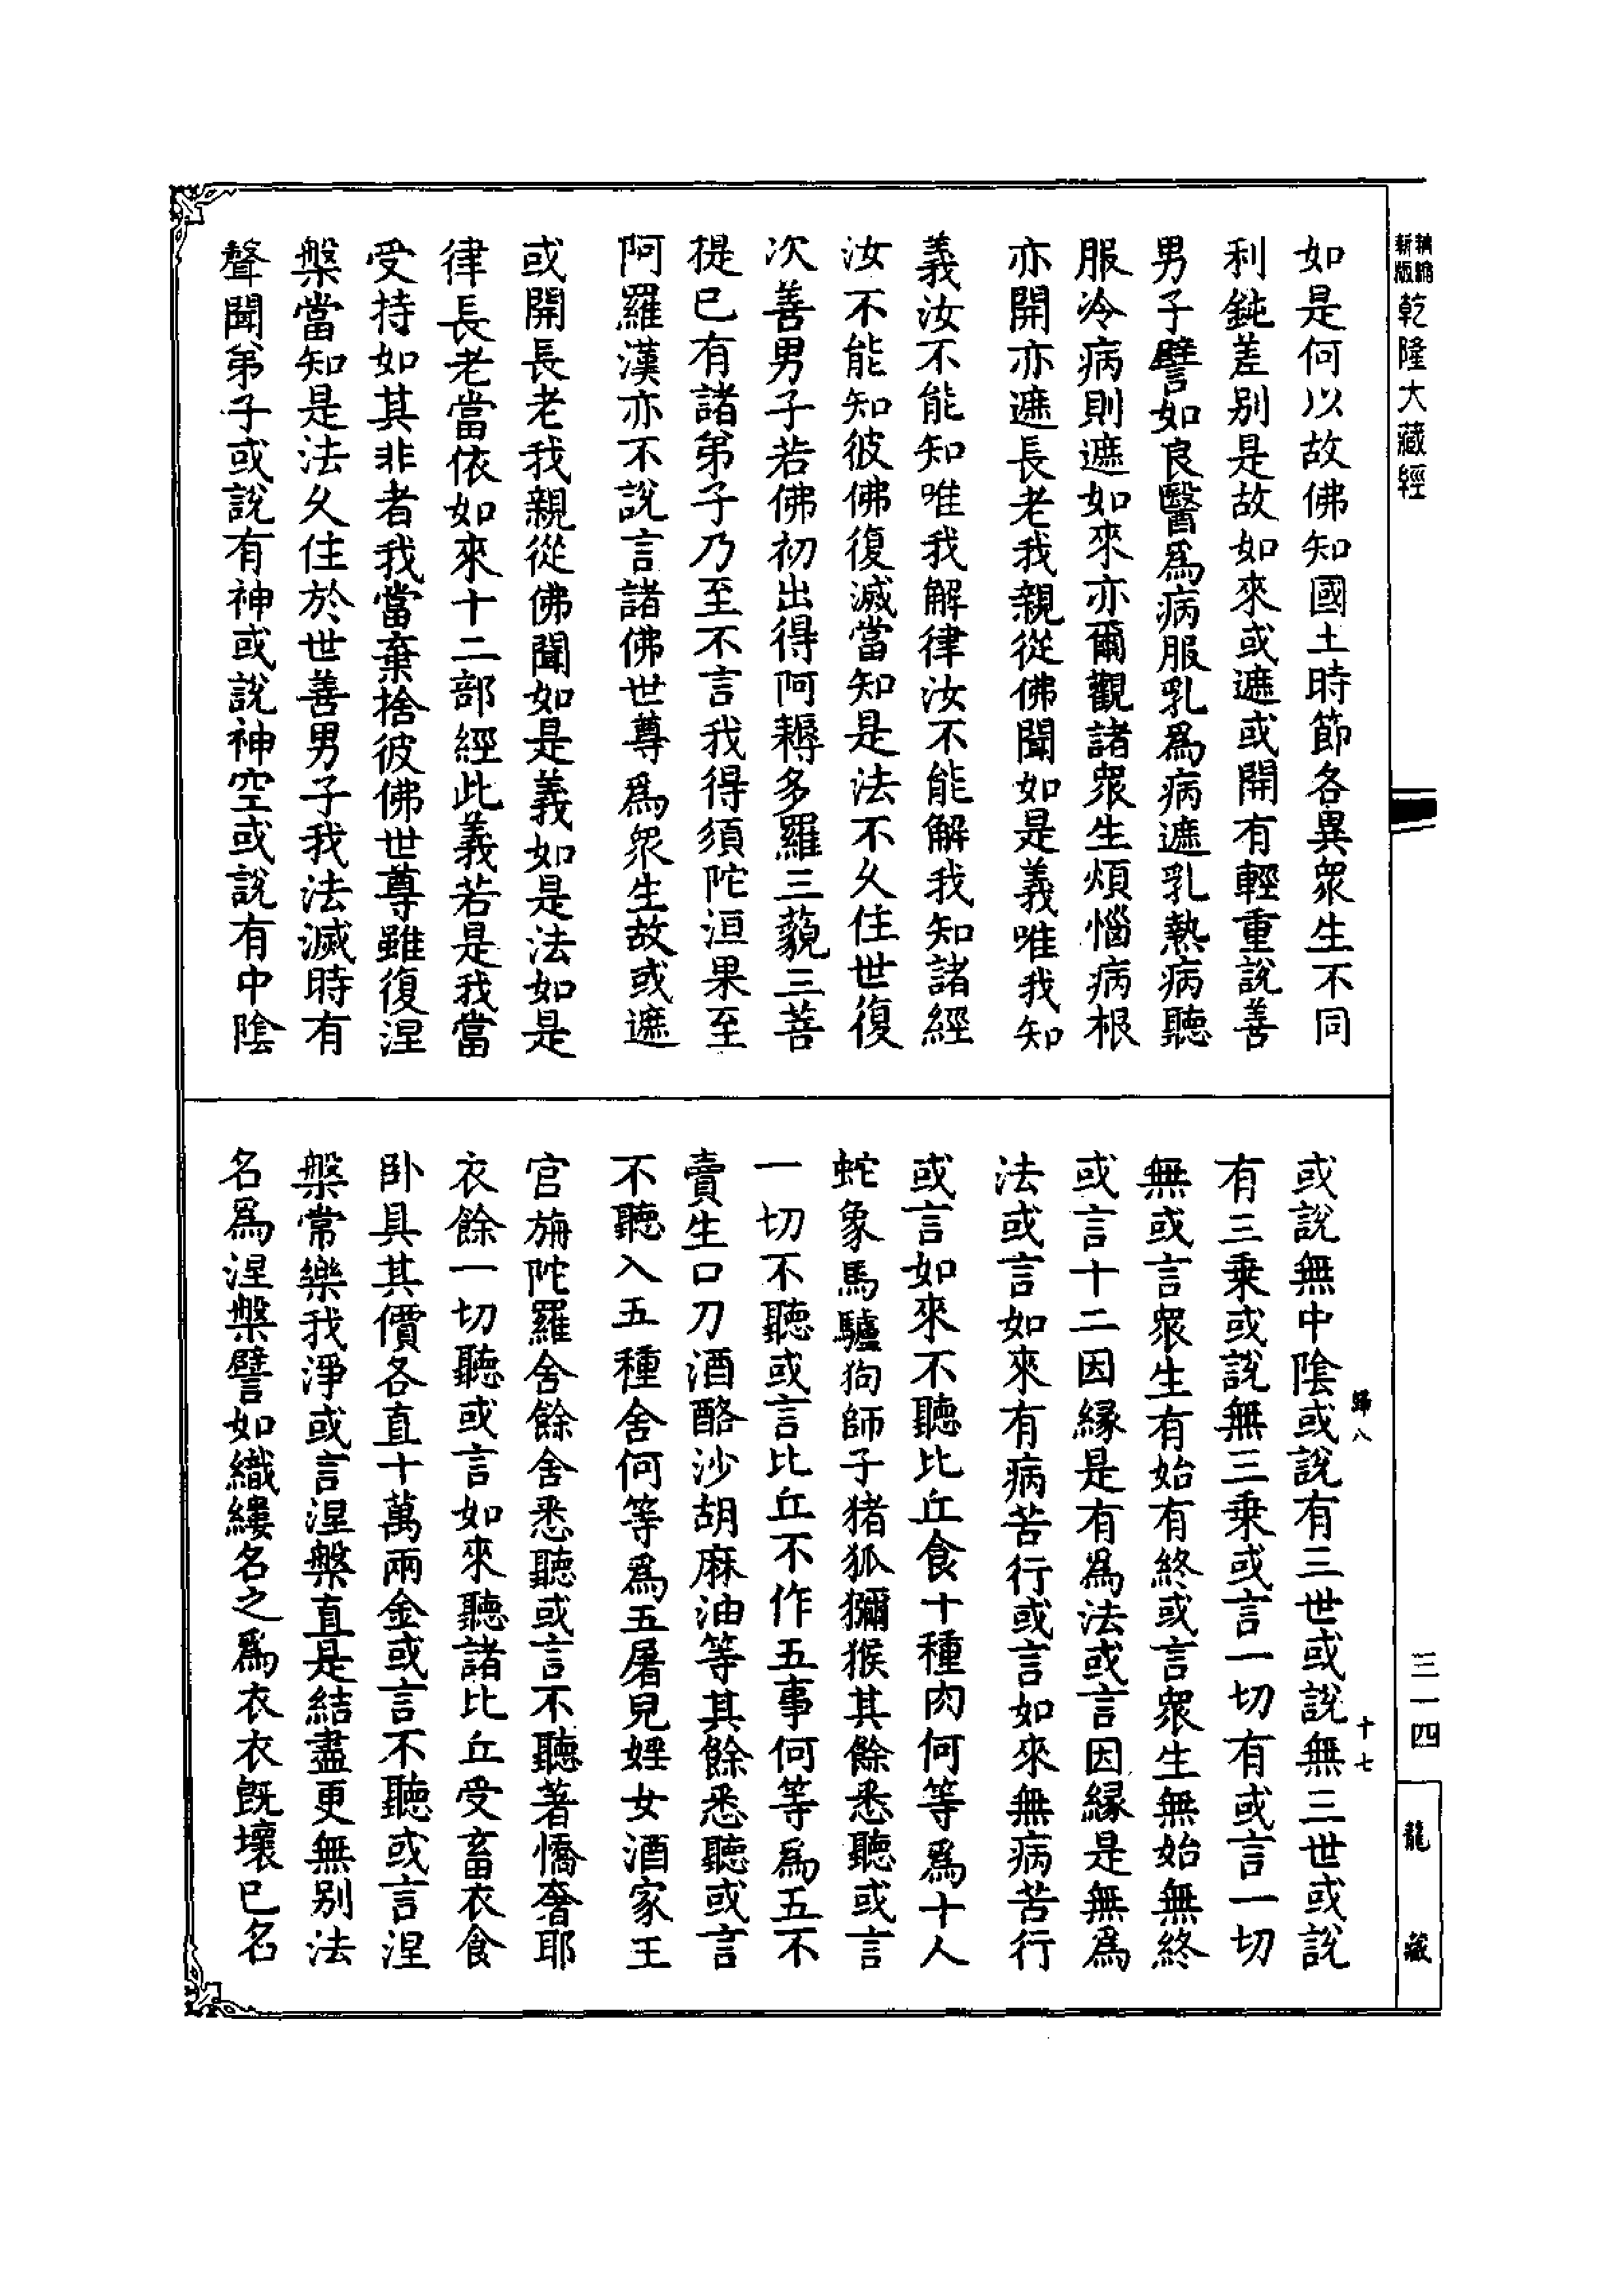 新編
新版
乾隆大藏經
如是何以故佛知國土時節各異眾生不同
利鈍差別是故如來或遮或開有輕重說善
男子譬如良醫爲病服乳爲病遮乳熱病聽
服冷病則遮如來亦爾觀諸眾生煩惱病根
亦開亦遮長老我親從佛聞如是義唯我知
義汝不能知唯我解律汝不能解我知諸經
汝不能知彼佛復滅當知是法不久住世復
次善男子若佛初出得阿耨多羅三藐三菩
提已有諸弟子乃至不言我得須陀洹果至
阿羅漢亦不說言諸佛世尊爲眾生故或遮
或開長老我親從佛聞如是義如是法如是
律長老當依如來十二部經此義若是我當
受持如其非者我當棄捨彼佛世尊雖復涅
槃當知是法久住於世善男子我法滅時有
聲聞弟子或說有神或說神空或說有中陰
歸八
十七
或說無中陰或說有三世或說無三世或說
有三乘或說無三乘或言一切有或言一切
無或言眾生有始有終或言眾生無始無終
或言十二因緣是有爲法或言因緣是無爲
法或言如來有病苦行或言如來無病苦行
或言如來不聽比丘食十種肉何等爲十人
蛇象馬驢狗師子猪狐獼猴其餘悉聽或言
一切不聽或言比丘不作五事何等爲五不
賣生口刀酒酪沙胡麻油等其餘悉聽或言
不聽入五種舍何等爲五屠兒婬女酒家王
宮旃陀羅舍餘舍悉聽或言不聽著憍奢耶
衣餘一切聽或言如來聽諸比丘受畜衣食
卧具其價各直十萬兩金或言不聽或言涅
槃常樂我淨或言涅槃直是結盡更無別法
名爲涅槃譬如織縷名之爲衣衣既壞已名
三一四
龍藏